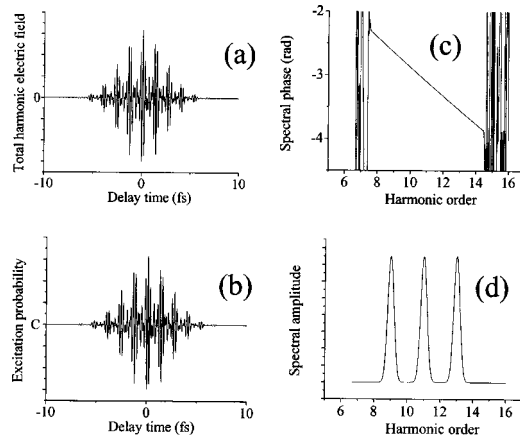 Total harmonic electric field
0
(a)
-10 0 10
Delay time (fs)
Spectral phase (rad)
-2
-3
-4
(c)
6 8 10 12 14 16
Harmonic order
Excitation probability
C
(b)
-10 0 10
Delay time (fs)
Spectral amplitude
(d)
6 8 10 12 14 16
Harmonic order